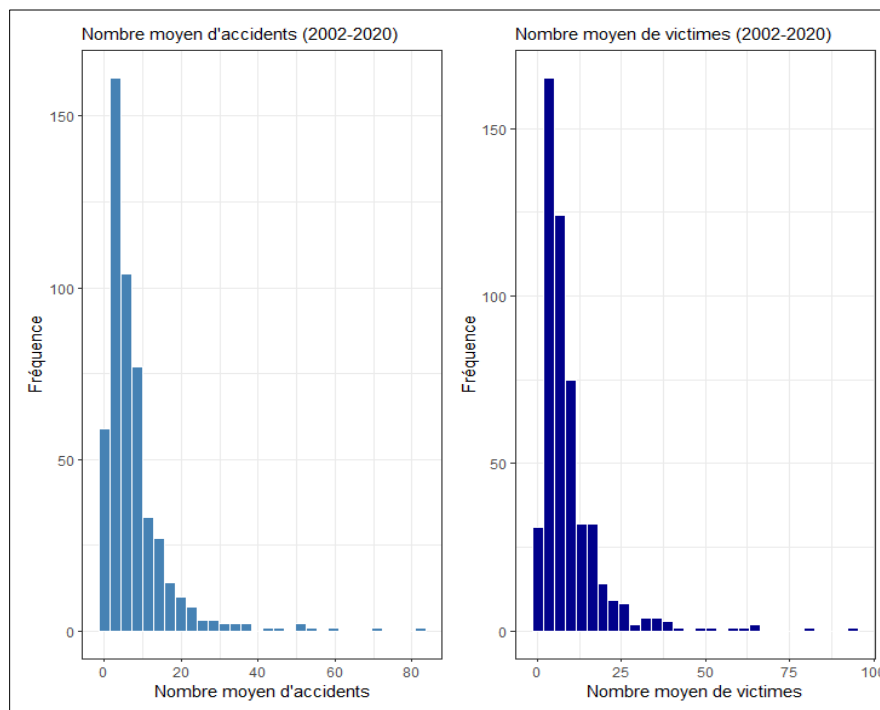 Nombre moyen d'accidents (2002-2020)
150
100
50
0
Fréquence
0 20 40 60 80
Nombre moyen d'accidents
Nombre moyen de victimes (2002-2020)
150
100
50
0
Fréquence
0 25 50 75 100
Nombre moyen de victimes